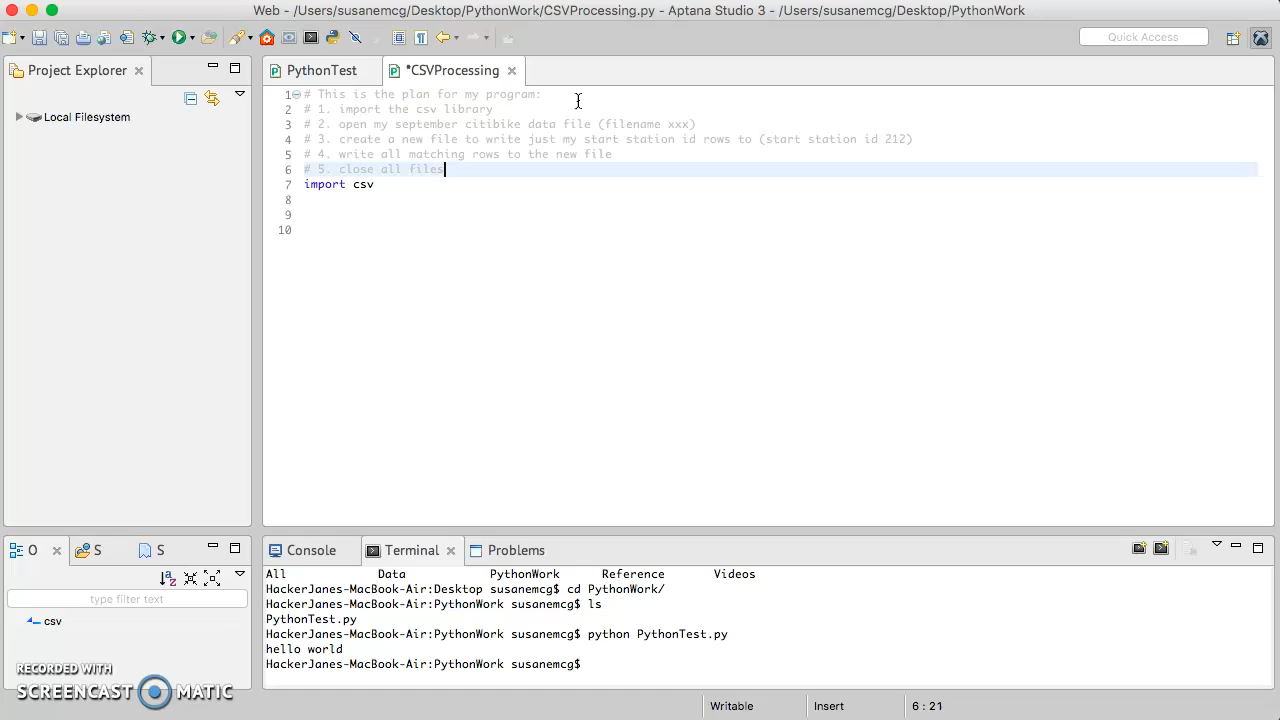 Web - /Users/susanemcg/Desktop/PythonWork/CSVProcessing.py - Aptana Studio 3 - /Users/susanemcg/Desktop/PythonWork
Quick Access
Project Explorer
PythonTest
*CSVProcessing
Local Filesystem
1 # This is the plan for my program:
2 # 1. import the csv library
3 # 2. open my september citibike data file (filename xxx)
4 # 3. create a new file to write just my start station id rows to (start station id 212)
5 # 4. write all matching rows to the new file
6 # 5. close all files
7 import csv
8
9
10
O
S
S
type filter text
csv
Console
Terminal
Problems
All Data PythonWork Reference Videos
HackerJanes-MacBook-Air:Desktop susanemcg$ cd PythonWork/
HackerJanes-MacBook-Air:PythonWork susanemcg$ ls
PythonTest.py
HackerJanes-MacBook-Air:PythonWork susanemcg$ python PythonTest.py
hello world
HackerJanes-MacBook-Air:PythonWork susanemcg$
RECORDED WITH
SCREENCAST MATIC
Writable
Insert
6 : 21